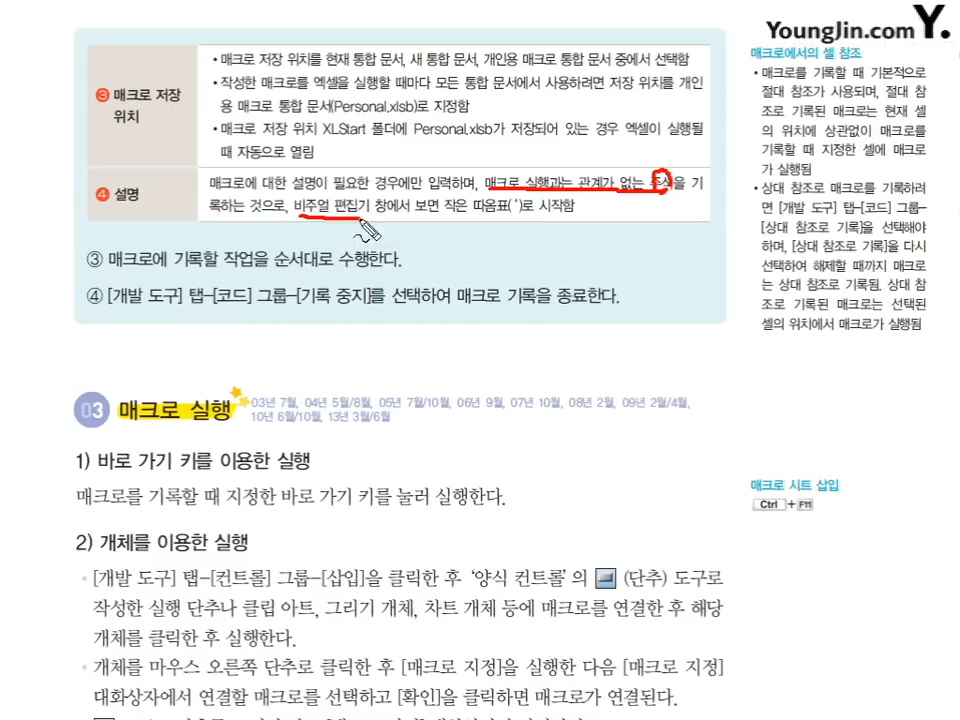 YoungJin.com Y.
❸ 매크로 저장 위치
• 매크로 저장 위치를 현재 통합 문서, 새 통합 문서, 개인용 매크로 통합 문서 중에서 선택함
• 작성한 매크로를 엑셀을 실행할 때마다 모든 통합 문서에서 사용하려면 저장 위치를 개인
용 매크로 통합 문서(Personal.xlsb)로 지정함
• 매크로 저장 위치 XLStart 폴더에 Personal.xlsb가 저장되어 있는 경우 엑셀이 실행될
때 자동으로 열림
❹ 설명
매크로에 대한 설명이 필요한 경우에만 입력하며, 매크로 실행과는 관계가 없는 주석을 기
록하는 것으로, 비주얼 편집기 창에서 보면 작은 따옴표(')로 시작함
③ 매크로에 기록할 작업을 순서대로 수행한다.
④ [개발 도구] 탭-[코드] 그룹-[기록 중지]를 선택하여 매크로 기록을 종료한다.
매크로에서의 셀 참조
• 매크로를 기록할 때 기본적으로
절대 참조가 사용되며, 절대 참
조로 기록된 매크로는 현재 셀
의 위치에 상관없이 매크로를
기록할 때 지정한 셀에 매크로
가 실행됨
• 상대 참조로 매크로를 기록하려
면 [개발 도구] 탭-[코드] 그룹-
[상대 참조로 기록]을 선택해야
하며, [상대 참조로 기록]을 다시
선택하여 해제할 때까지 매크로
는 상대 참조로 기록됨. 상대 참
조로 기록된 매크로는 선택된
셀의 위치에서 매크로가 실행됨
03 매크로 실행
03년 7월, 04년 5월/8월, 05년 7월/10월, 06년 9월, 07년 10월, 08년 2월, 09년 2월/4월,
10년 6월/10월, 13년 3월/6월
1) 바로 가기 키를 이용한 실행
매크로를 기록할 때 지정한 바로 가기 키를 눌러 실행한다.
매크로 시트 삽입
Ctrl + F11
2) 개체를 이용한 실행
• [개발 도구] 탭-[컨트롤] 그룹-[삽입]을 클릭한 후 '양식 컨트롤'의 (단추) 도구로
작성한 실행 단추나 클립 아트, 그리기 개체, 차트 개체 등에 매크로를 연결한 후 해당
개체를 클릭한 후 실행한다.
• 개체를 마우스 오른쪽 단추로 클릭한 후 [매크로 지정]을 실행한 다음 [매크로 지정]
대화상자에서 연결할 매크로를 선택하고 [확인]을 클릭하면 매크로가 연결된다.